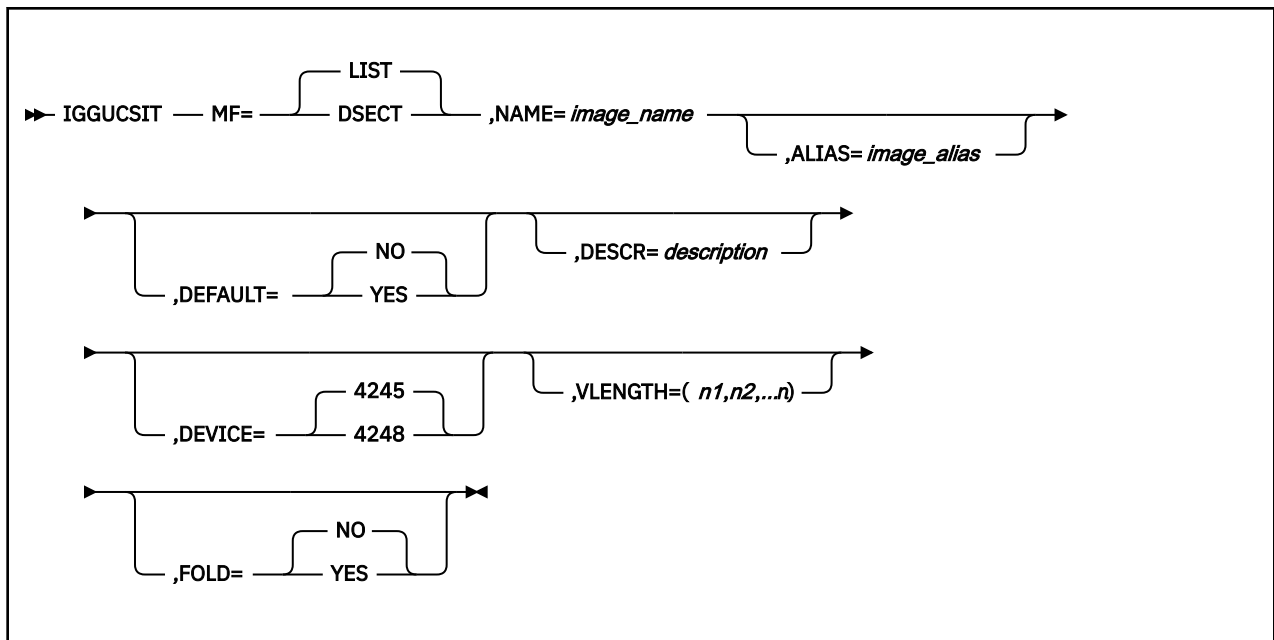 LIST
IGGUCSIT MF= DSECT ,NAME= image_name
,ALIAS= image_alias
NO ,DESCR= description
,DEFAULT= YES
4245 ,VLENGTH=( n1,n2,...n)
,DEVICE= 4248
NO
,FOLD= YES